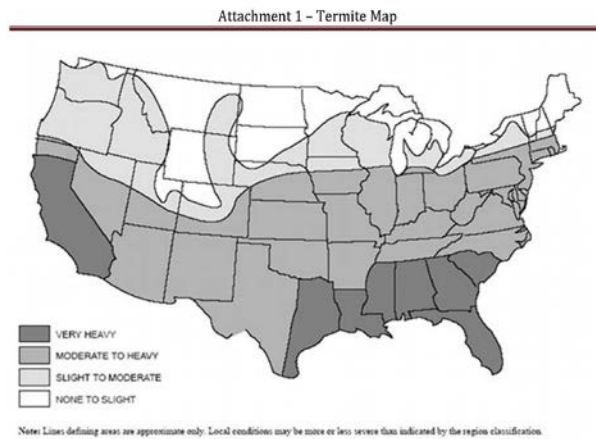 Attachment 1 – Termite Map
VERY HEAVY
MODERATE TO HEAVY
SLIGHT TO MODERATE
NONE TO SLIGHT
Note: Lines defining areas are approximate only. Local conditions may be more or less severe than indicated by the region classification.